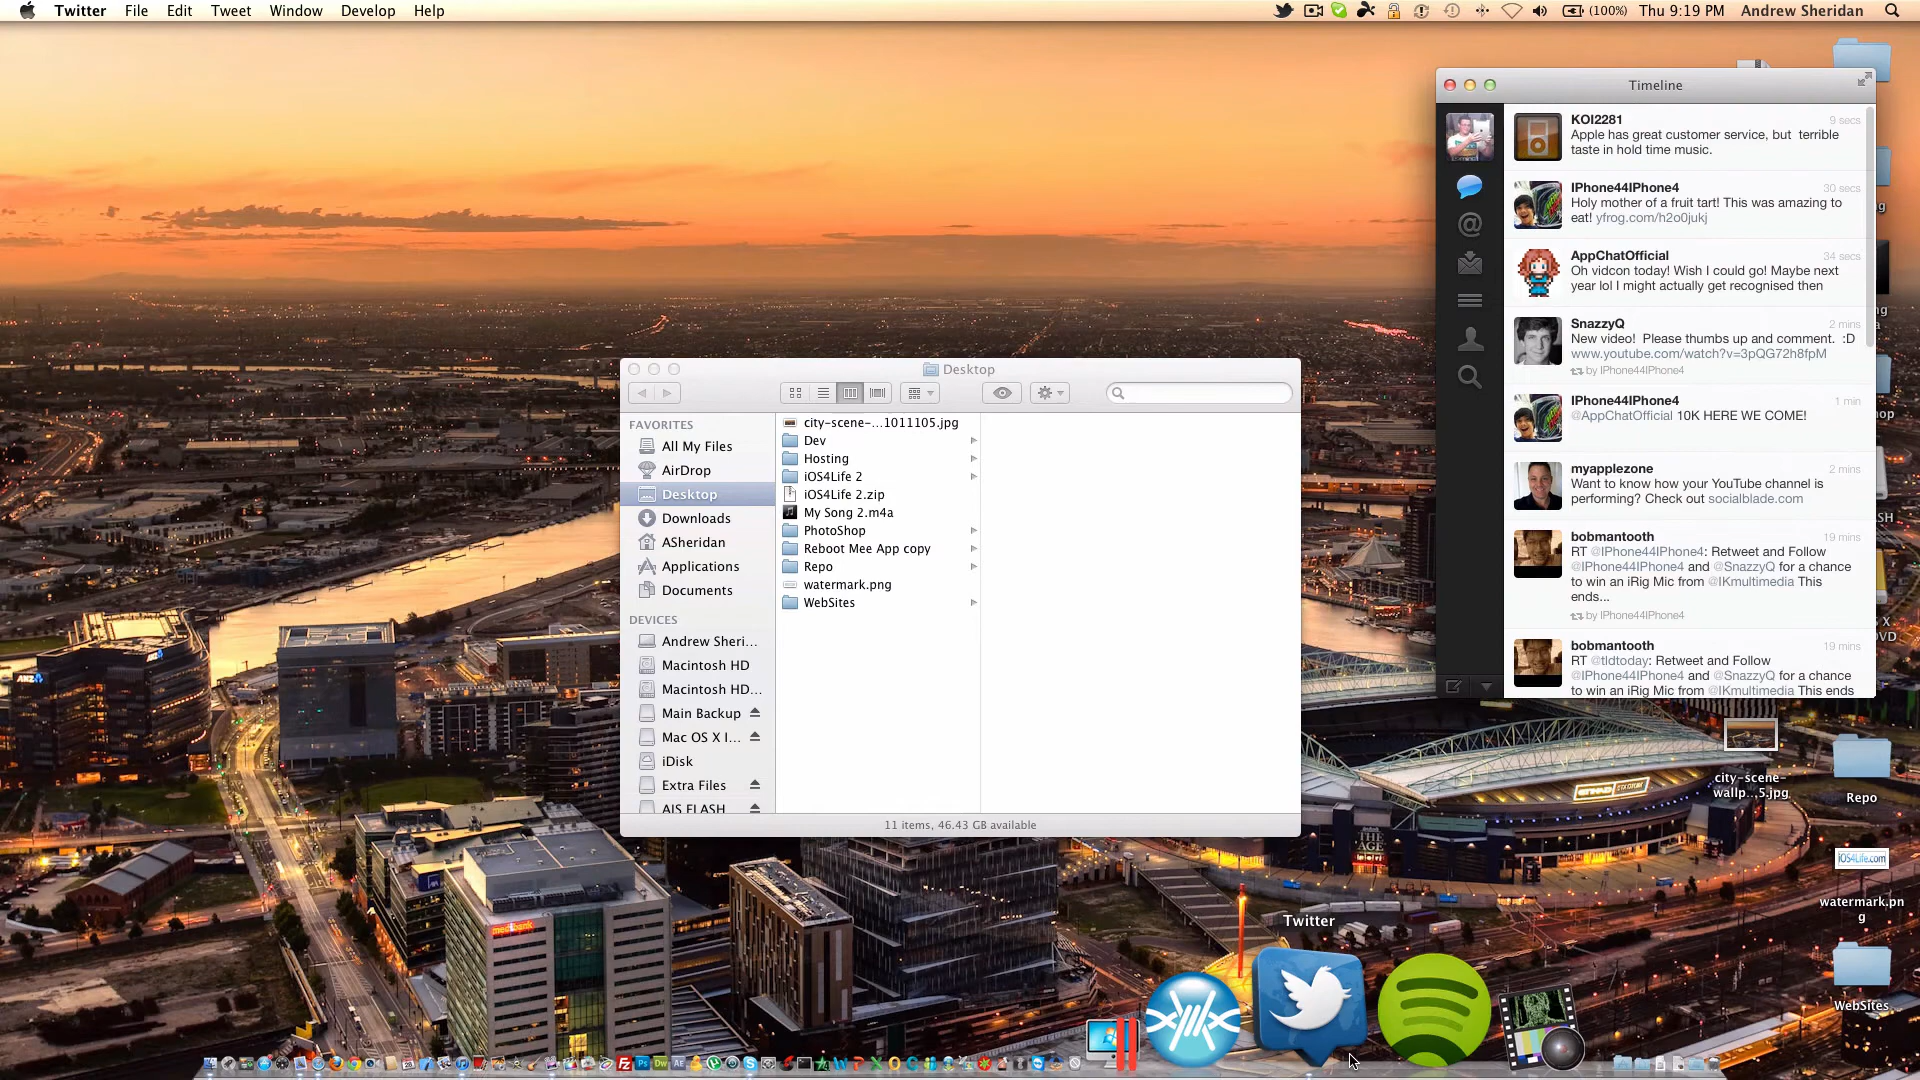 Twitter File Edit Tweet Window Develop Help
(100%) Thu 9:19 PM Andrew Sheridan
Timeline
KOI2281 9 secs
Apple has great customer service, but terrible
taste in hold time music.
IPhone44IPhone4 30 secs
Holy mother of a fruit tart! This was amazing to
eat! yfrog.com/h2o0jukj
AppChatOfficial 34 secs
Oh vidcon today! Wish I could go! Maybe next
year lol I might actually get recognised then
SnazzyQ 2 mins
New video! Please thumbs up and comment. :D
www.youtube.com/watch?v=3pQG72h8fpM
by IPhone44IPhone4
IPhone44IPhone4 1 min
@AppChatOfficial 10K HERE WE COME!
myapplezone 2 mins
Want to know how your YouTube channel is
performing? Check out socialblade.com
bobmantooth 19 mins
RT @IPhone44IPhone4: Retweet and Follow
@IPhone44IPhone4 and @SnazzyQ for a chance
to win an iRig Mic from @IKmultimedia This
ends...
by IPhone44IPhone4
bobmantooth 19 mins
RT @tldtoday: Retweet and Follow
@IPhone44IPhone4 and @SnazzyQ for a chance
to win an iRig Mic from @IKmultimedia This ends
Desktop
FAVORITES
All My Files
AirDrop
Desktop
Downloads
ASheridan
Applications
Documents
DEVICES
Andrew Sheri...
Macintosh HD
Macintosh HD...
Main Backup
Mac OS X I...
iDisk
Extra Files
AIS FLASH
city-scene-...1011105.jpg
Dev
Hosting
iOS4Life 2
iOS4Life 2.zip
My Song 2.m4a
PhotoShop
Reboot Mee App copy
Repo
watermark.png
WebSites
11 items, 46.43 GB available
city-scene-
wallp...5.jpg
Repo
iOS4Life.com
watermark.pn
g
WebSites
Twitter
medibank
THE AGE
ETIHAD STADIUM
ANZ